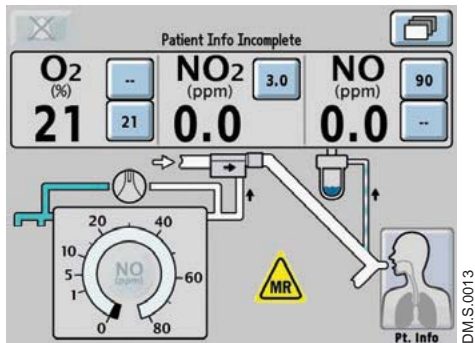 Patient Info Incomplete
O2 NO2 NO
(%) (ppm) (ppm)
-- 3.0 90
21 0.0 0.0
21 --
20 40
10
5 60
1
0 80
NO
(ppm)
MR
Pt. Info
DM.S.0013